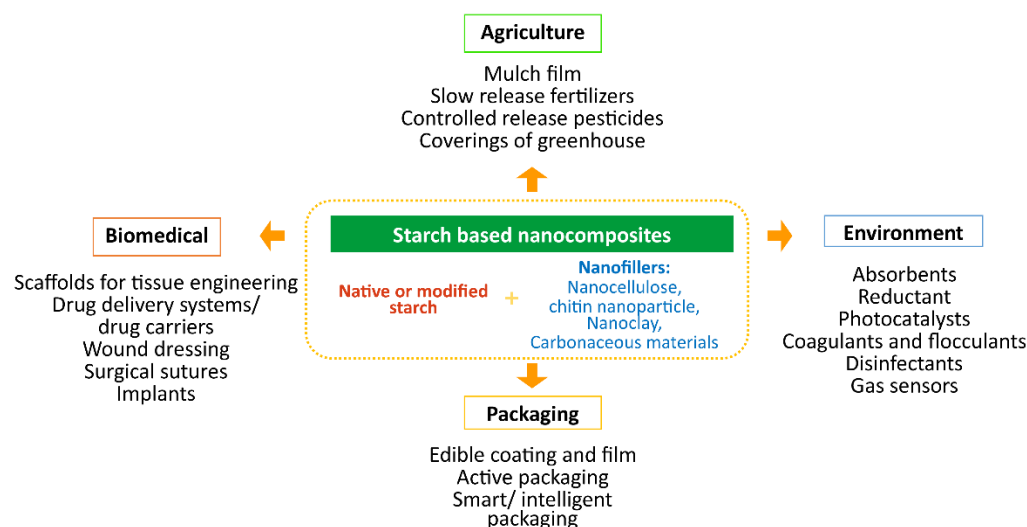 Agriculture
Mulch film
Slow release fertilizers
Controlled release pesticides
Coverings of greenhouse
Biomedical
Scaffolds for tissue engineering
Drug delivery systems/
drug carriers
Wound dressing
Surgical sutures
Implants
Starch based nanocomposites
Native or modified
starch
+
Nanofillers:
Nanocellulose,
chitin nanoparticle,
Nanoclay,
Carbonaceous materials
Environment
Absorbents
Reductant
Photocatalysts
Coagulants and flocculants
Disinfectants
Gas sensors
Packaging
Edible coating and film
Active packaging
Smart/ intelligent
packaging